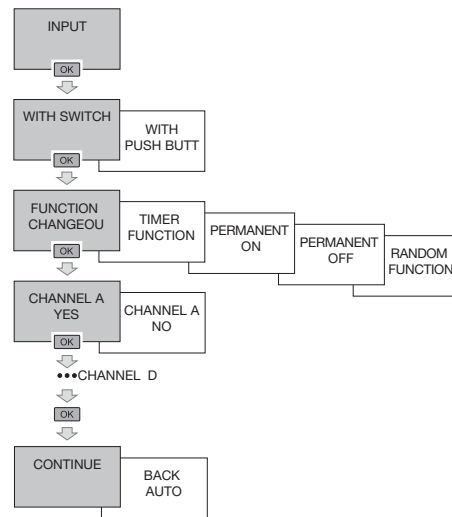 INPUT
OK
WITH SWITCH
WITH
PUSH BUTT
OK
FUNCTION
CHANGEOU
TIMER
FUNCTION
PERMANENT
ON
PERMANENT
OFF
RANDOM
FUNCTION
OK
CHANNEL A
YES
CHANNEL A
NO
OK
•••CHANNEL D
OK
CONTINUE
BACK
AUTO